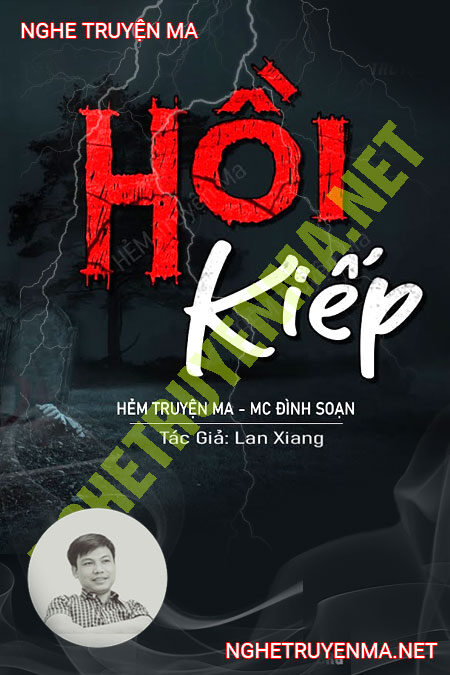 NGHE TRUYỆN MA
HỒI
Kiếp
HẺM TRUYỆN MA - MC ĐÌNH SOẠN
Tác Giả: Lan Xiang
NGHETRUYENMA.NET
NGHETRUYENMA.NET